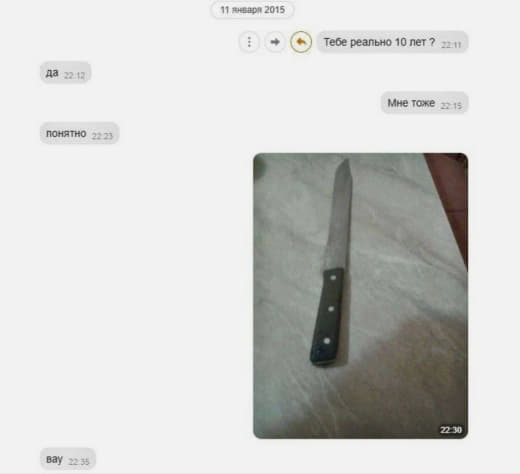 11 января 2015
Тебе реально 10 лет ? 22:11
да 22:12
Мне тоже 22:15
понятно 22:23
22:30
вау 22:35